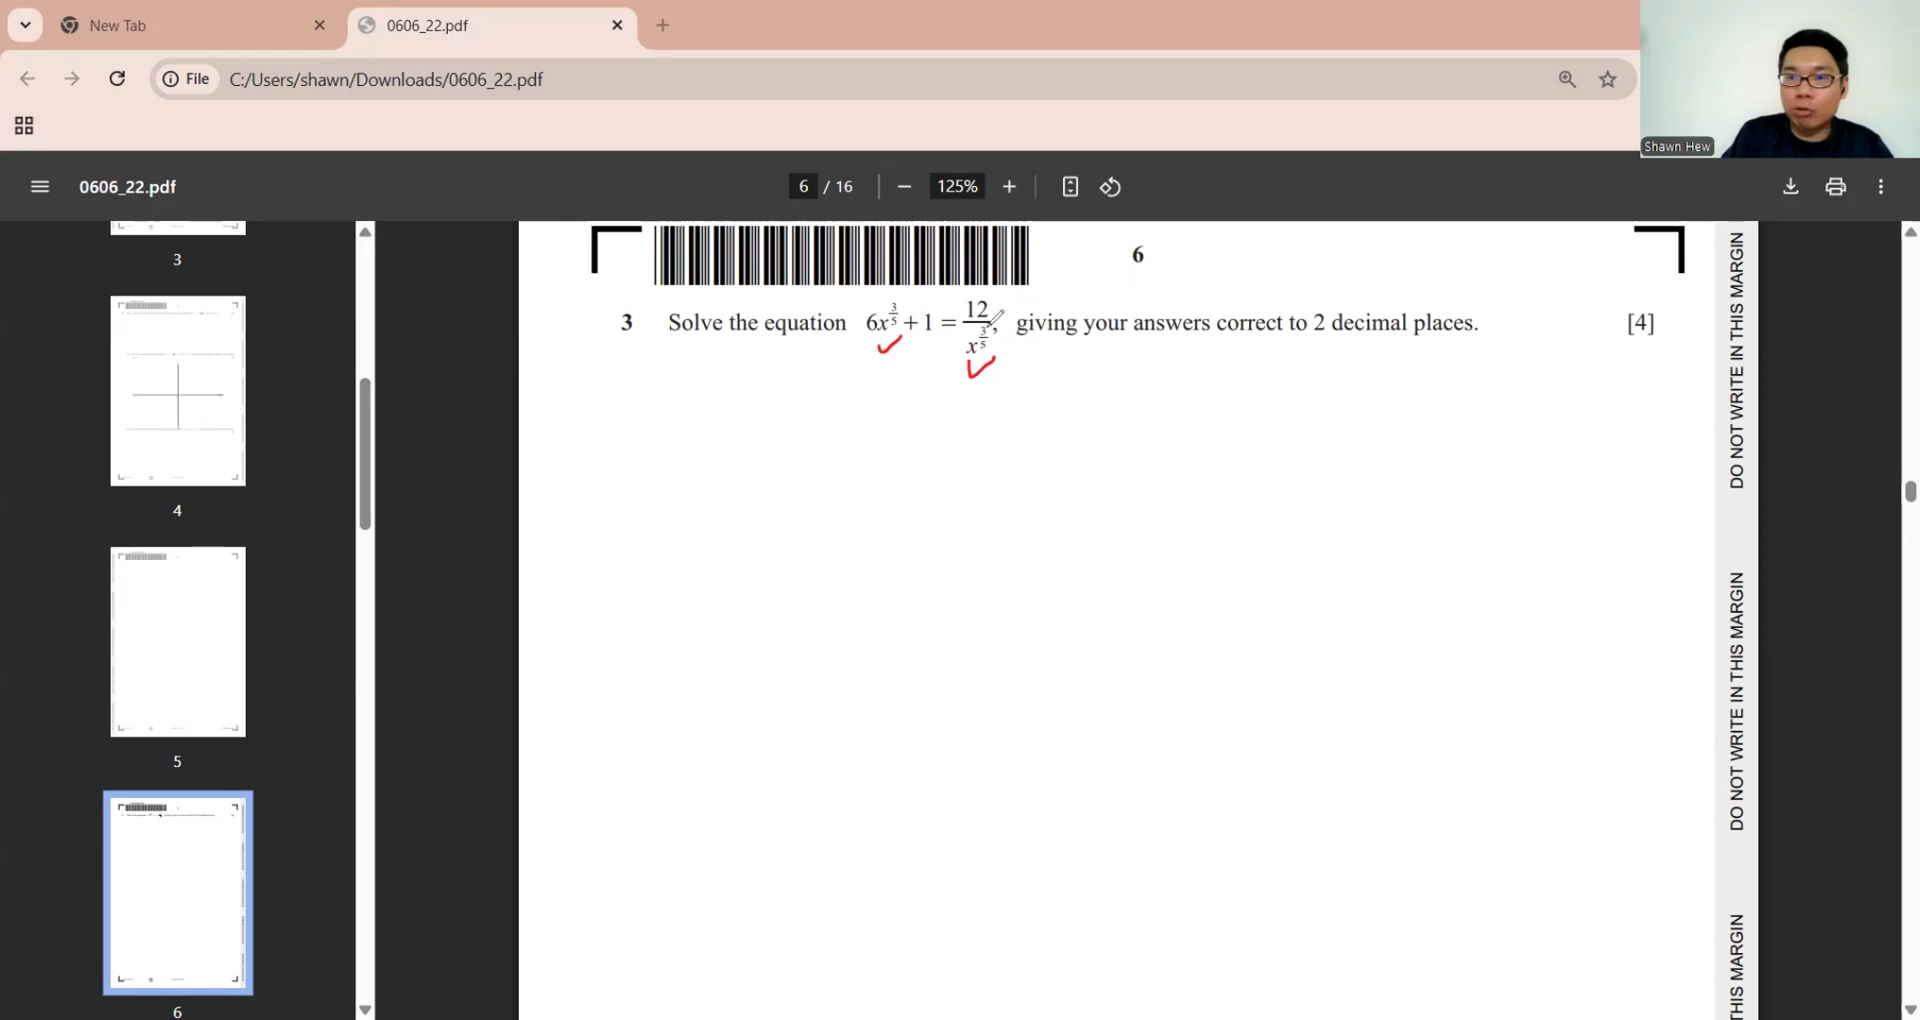 New Tab
0606_22.pdf
File C:/Users/shawn/Downloads/0606_22.pdf
Shawn Hew
0606_22.pdf
6 / 16
125%
3
4
5
6
6
3 Solve the equation 6x^{3/5} + 1 = 12/x^{3/5}, giving your answers correct to 2 decimal places. [4]
DO NOT WRITE IN THIS MARGIN
DO NOT WRITE IN THIS MARGIN
THIS MARGIN